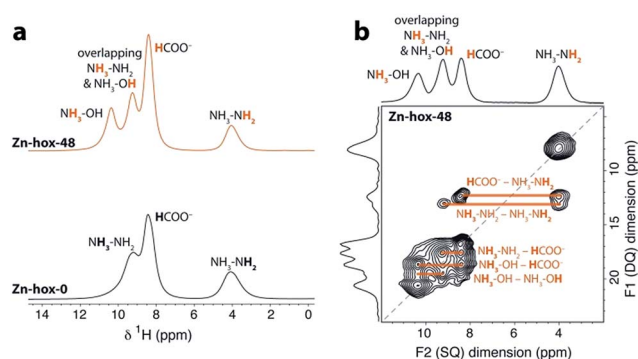 a
overlapping
NH₃-NH₂
& NH₃-OH
HCOO⁻
NH₃-OH
NH₃-NH₂
Zn-hox-48
HCOO⁻
NH₃-NH₂
NH₃-NH₂
Zn-hox-0
14 12 10 8 6 4 2 0
δ ¹H (ppm)
b
overlapping
NH₃-NH₂
& NH₃-OH
HCOO⁻
NH₃-NH₂
NH₃-OH
Zn-hox-48
HCOO⁻ – NH₃-NH₂
NH₃-NH₂ – NH₃-NH₂
NH₃-NH₂ – HCOO⁻
NH₃-OH – HCOO⁻
NH₃-OH – NH₃-OH
10
15
20
F1 (DQ) dimension (ppm)
10 8 6 4
F2 (SQ) dimension (ppm)